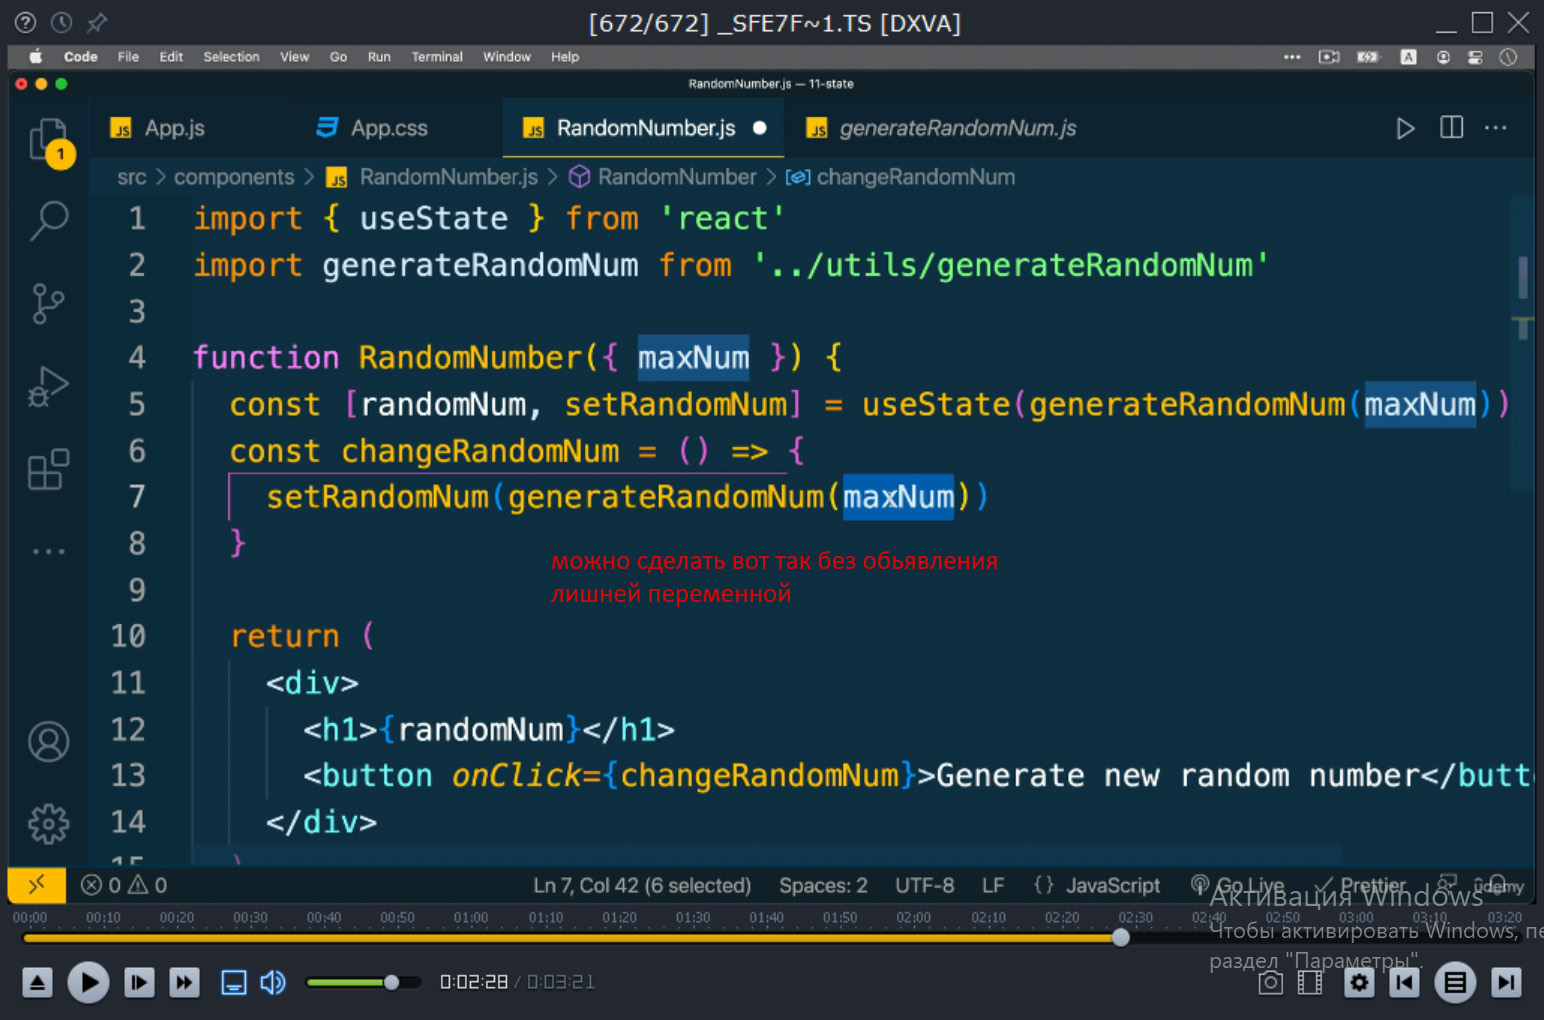 [672/672] _SFE7F~1.TS [DXVA]
Code File Edit Selection View Go Run Terminal Window Help
A
RandomNumber.js — 11-state
JS App.js App.css JS RandomNumber.js JS generateRandomNum.js
1
src > components > JS RandomNumber.js > RandomNumber > changeRandomNum
1 import { useState } from 'react'
2 import generateRandomNum from '../utils/generateRandomNum'
3
4 function RandomNumber({ maxNum }) {
5 const [randomNum, setRandomNum] = useState(generateRandomNum(maxNum))
6 const changeRandomNum = () => {
7 setRandomNum(generateRandomNum(maxNum))
8 }
можно сделать вот так без обьявления
лишней переменной
9
10 return (
11 <div>
12 <h1>{randomNum}</h1>
13 <button onClick={changeRandomNum}>Generate new random number</butt
14 </div>
15 )
0 0 Ln 7, Col 42 (6 selected) Spaces: 2 UTF-8 LF {} JavaScript Go Live Prettier ûdemy
Активация Windows
00:00 00:10 00:20 00:30 00:40 00:50 01:00 01:10 01:20 01:30 01:40 01:50 02:00 02:10 02:20 02:30 02:40 02:50 03:00 03:10 03:20
Чтобы активировать Windows, пе
раздел "Параметры".
0:02:28 / 0:03:21